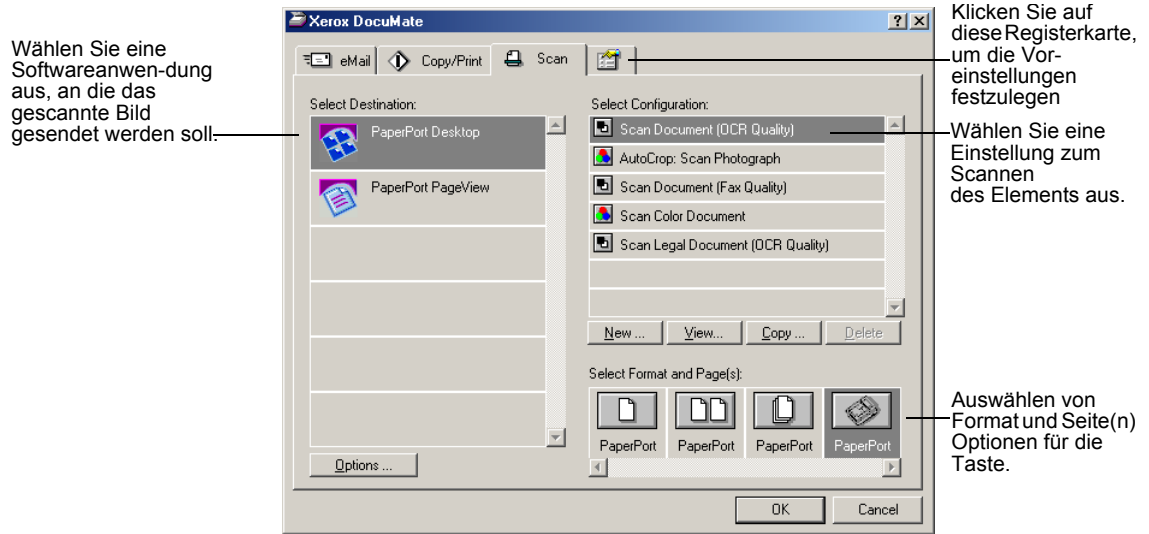 Wählen Sie eine
Softwareanwen-dung
aus, an die das
gescannte Bild
gesendet werden soll.
Xerox DocuMate
eMail
Copy/Print
Scan
Select Destination:
PaperPort Desktop
PaperPort PageView
Options ...
Select Configuration:
Scan Document (OCR Quality)
AutoCrop: Scan Photograph
Scan Document (Fax Quality)
Scan Color Document
Scan Legal Document (OCR Quality)
New ...
View...
Copy ...
Delete
Select Format and Page(s):
PaperPort
PaperPort
PaperPort
PaperPort
OK
Cancel
Klicken Sie auf
diese Registerkarte,
um die Vor-
einstellungen
festzulegen
Wählen Sie eine
Einstellung zum
Scannen
des Elements aus.
Auswählen von
Format und Seite(n)
Optionen für die
Taste.